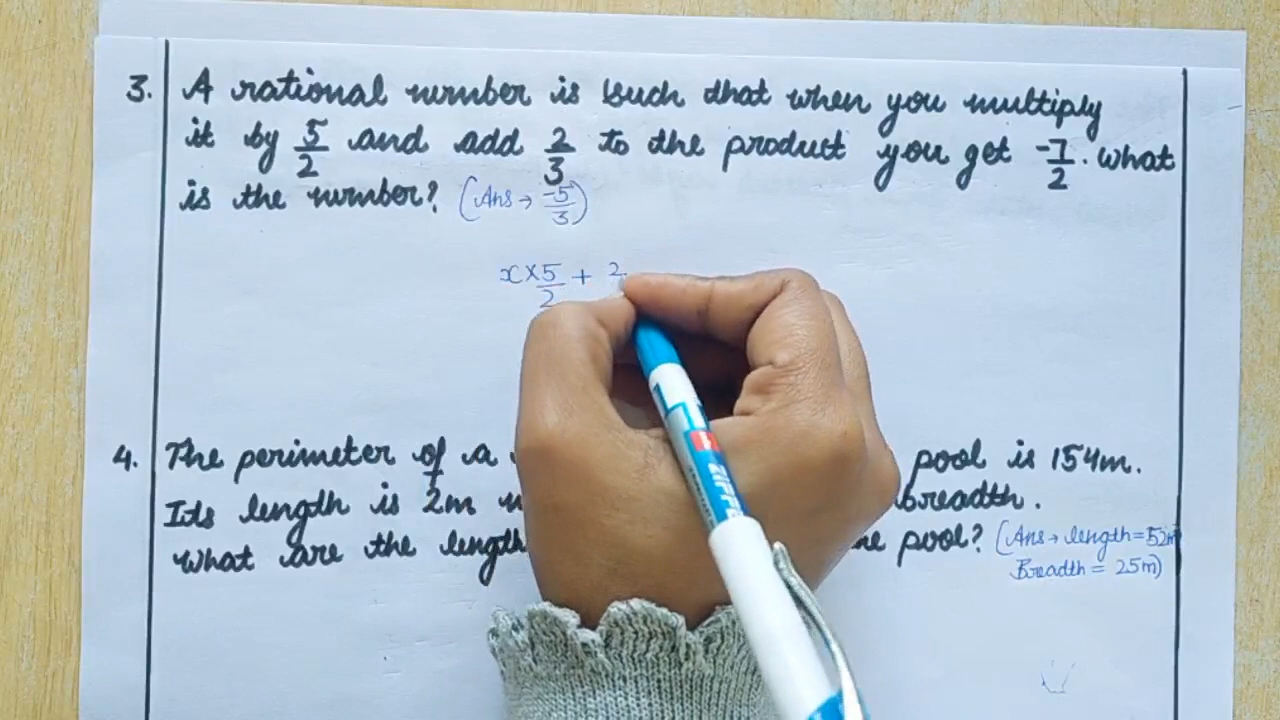 3. A rational number is such that when you multiply
it by 5/2 and add 2/3 to the product you get -7/2. What
is the number? (Ans → -5/3)
x × 5/2 + 2
4. The perimeter of a pool is 154m.
Its length is 2m breadth.
What are the length pool? (Ans → length = 52m
Breadth = 25m)